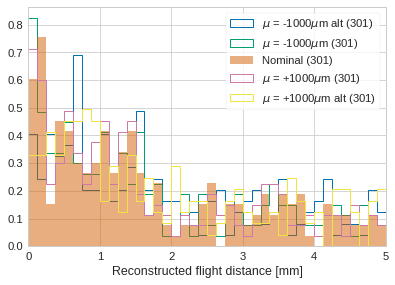 0.8
0.7
0.6
0.5
0.4
0.3
0.2
0.1
0.0
μ = -1000μm alt (301)
μ = -1000μm (301)
Nominal (301)
μ = +1000μm (301)
μ = +1000μm alt (301)
0 1 2 3 4 5
Reconstructed flight distance [mm]